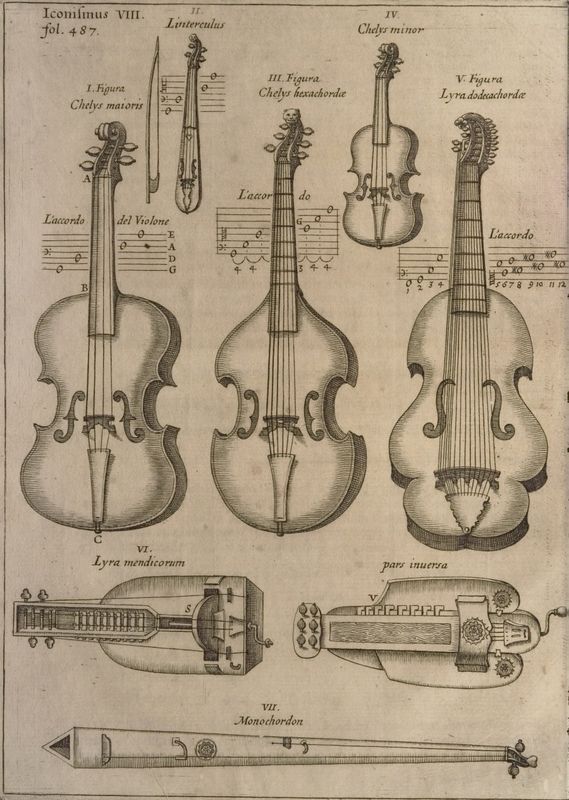 Iconismus VIII.
fol. 487.
II.
Linterculus
IV.
Chelys minor
I. Figura
Chelys maioris
III. Figura
Chelys hexachordæ
V. Figura
Lyra dodecachordæ
A
L'accordo del Violone
E
A
D
G
B
C
L'accordo
G
4 4 3 4 4
L'accordo
1 2 3 4 5 6 7 8 9 10 11 12
VI.
Lyra mendicorum
pars inversa
S
V
VII.
Monochordon